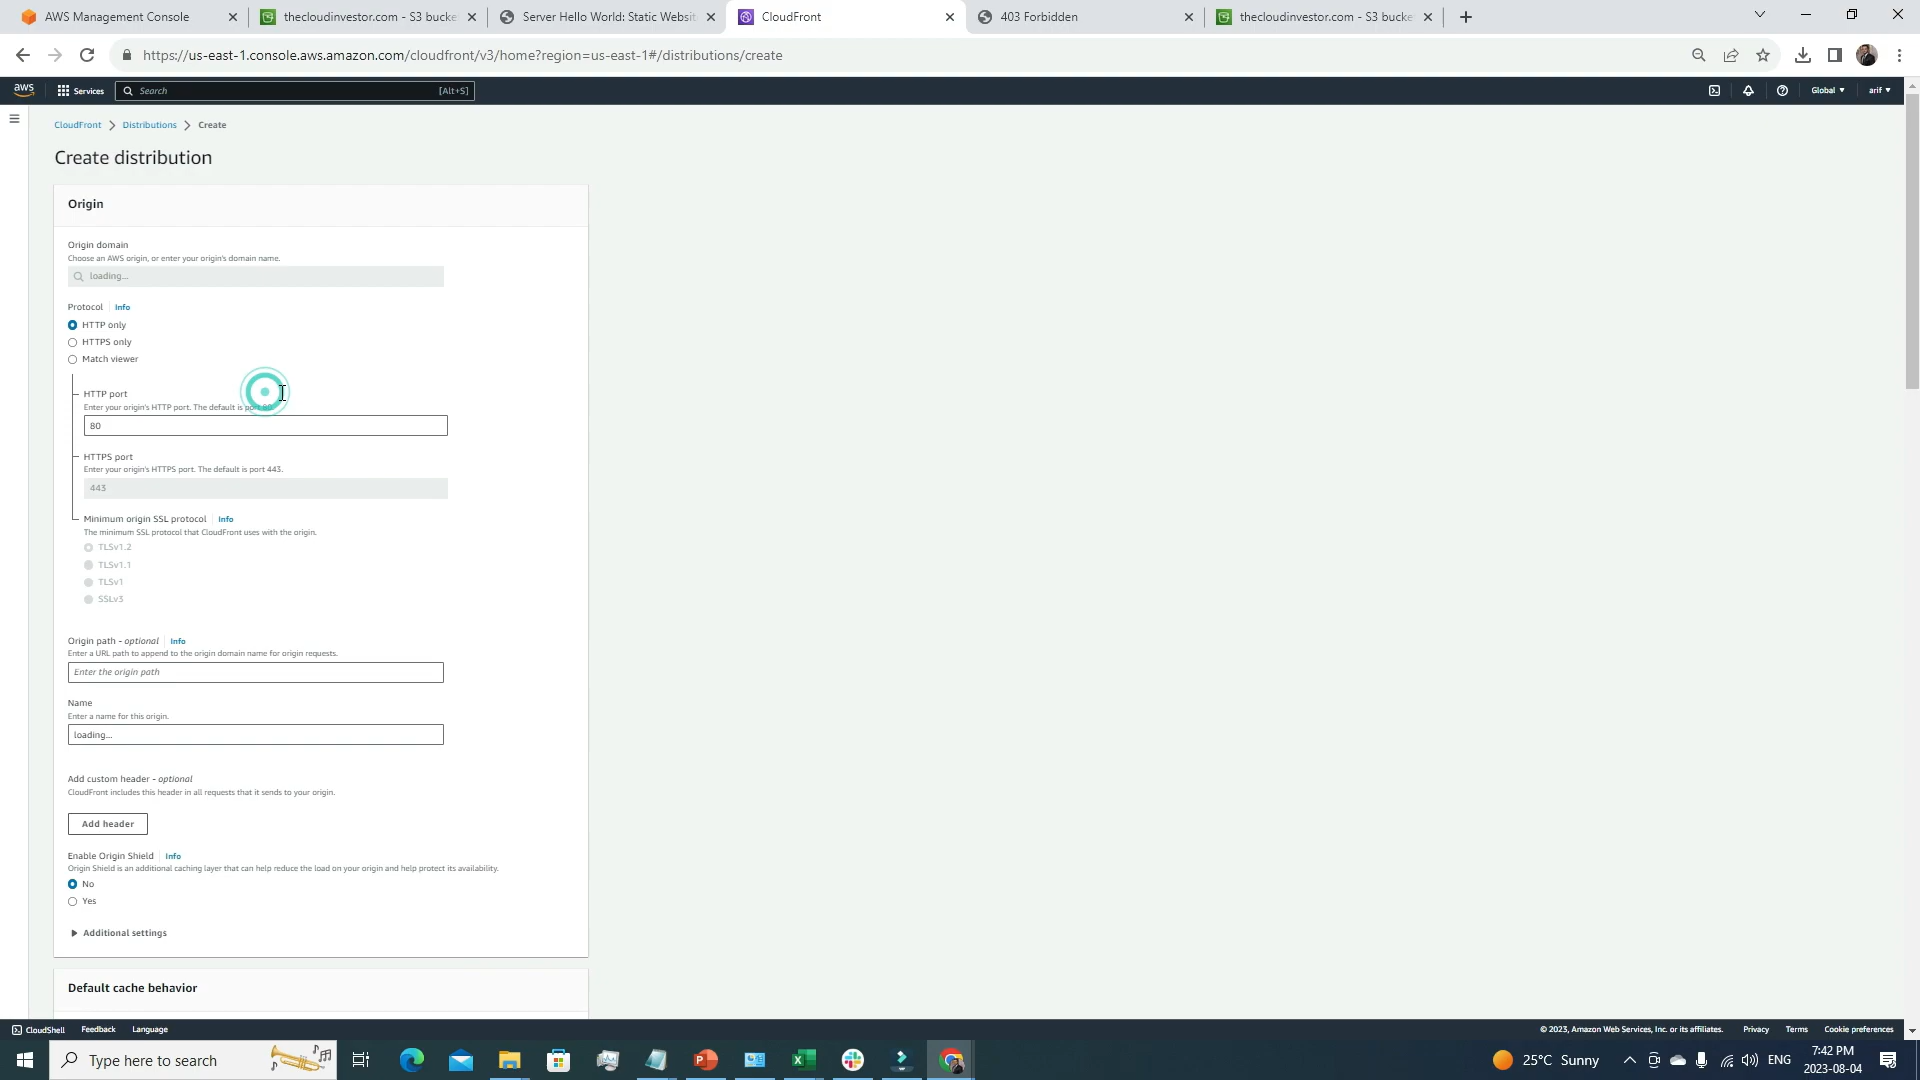 AWS Management Console
thecloudinvestor.com - S3 bucke
Server Hello World: Static Websit
CloudFront
403 Forbidden
thecloudinvestor.com - S3 bucke
https://us-east-1.console.aws.amazon.com/cloudfront/v3/home?region=us-east-1#/distributions/create
aws
Services
Search
[Alt+S]
Global
arif
CloudFront
Distributions
Create
Create distribution
Origin
Origin domain
Choose an AWS origin, or enter your origin's domain name.
loading...
Protocol
Info
HTTP only
HTTPS only
Match viewer
HTTP port
Enter your origin's HTTP port. The default is port 80.
80
HTTPS port
Enter your origin's HTTPS port. The default is port 443.
443
Minimum origin SSL protocol
Info
The minimum SSL protocol that CloudFront uses with the origin.
TLSv1.2
TLSv1.1
TLSv1
SSLv3
Origin path - optional
Info
Enter a URL path to append to the origin domain name for origin requests.
Enter the origin path
Name
Enter a name for this origin.
loading...
Add custom header - optional
CloudFront includes this header in all requests that it sends to your origin.
Add header
Enable Origin Shield
Info
Origin Shield is an additional caching layer that can help reduce the load on your origin and help protect its availability.
No
Yes
Additional settings
Default cache behavior
CloudShell
Feedback
Language
© 2023, Amazon Web Services, Inc. or its affiliates.
Privacy
Terms
Cookie preferences
Type here to search
25°C Sunny
ENG
7:42 PM
2023-08-04